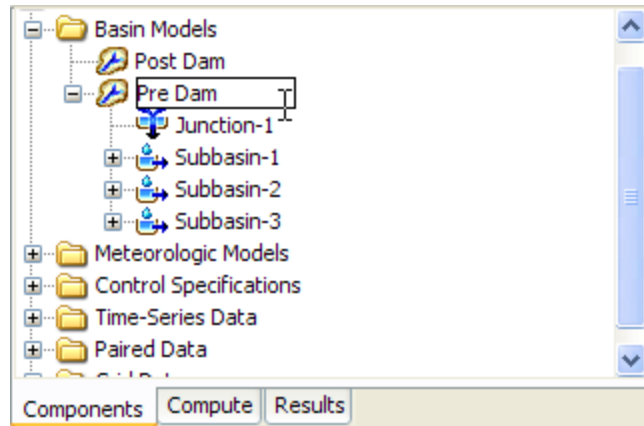 Basin Models
Post Dam
Pre Dam
Junction-1
Subbasin-1
Subbasin-2
Subbasin-3
Meteorologic Models
Control Specifications
Time-Series Data
Paired Data
Components Compute Results